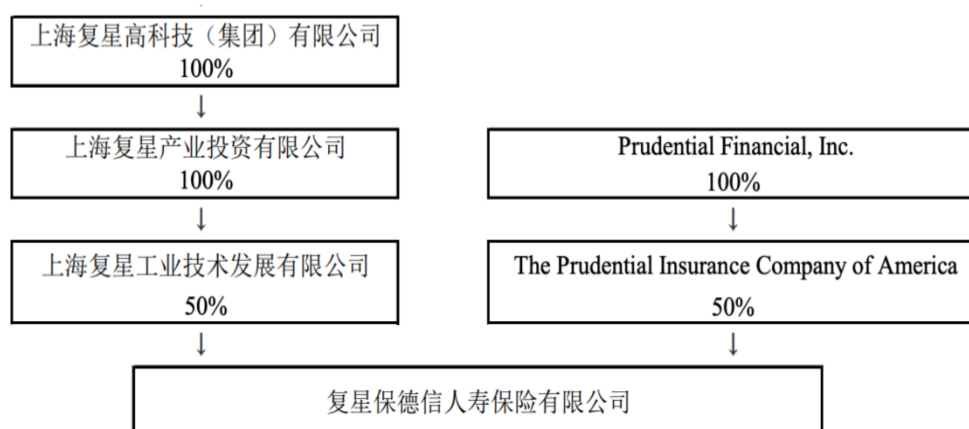 上海复星高科技（集团）有限公司
100%
↓
上海复星产业投资有限公司
100%
Prudential Financial, Inc.
100%
↓
↓
上海复星工业技术发展有限公司
50%
The Prudential Insurance Company of America
50%
↓
↓
复星保德信人寿保险有限公司